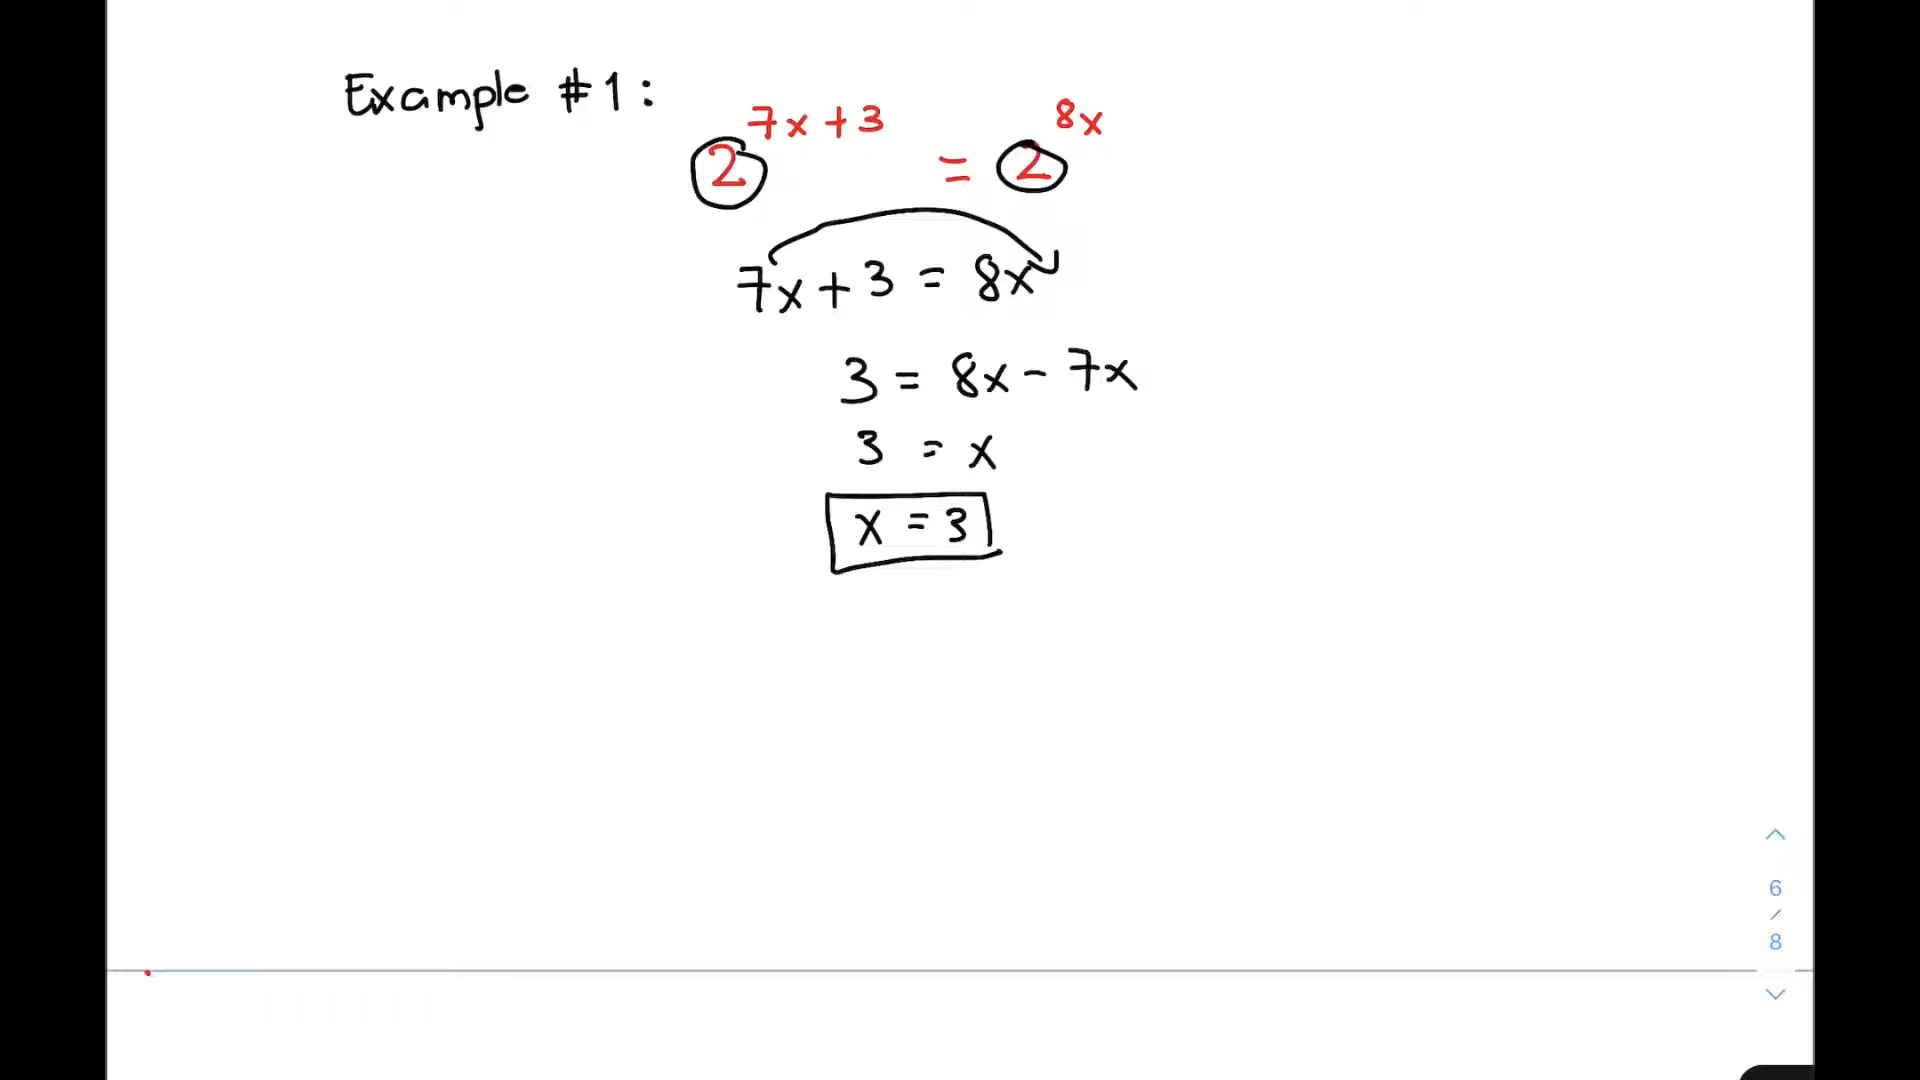 Example #1:
2^{7x+3} = 2^{8x}
7x+3 = 8x
3 = 8x - 7x
3 = x
x = 3
6
/
8